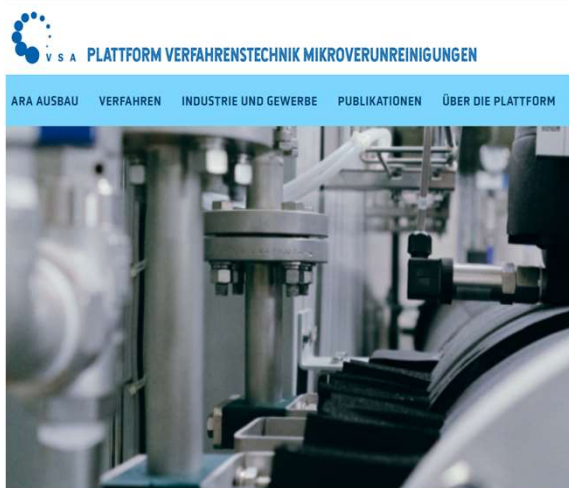 VSA PLATTFORM VERFAHRENSTECHNIK MIKROVERUNREINIGUNGEN
ARA AUSBAU VERFAHREN INDUSTRIE UND GEWERBE PUBLIKATIONEN ÜBER DIE PLATTFORM